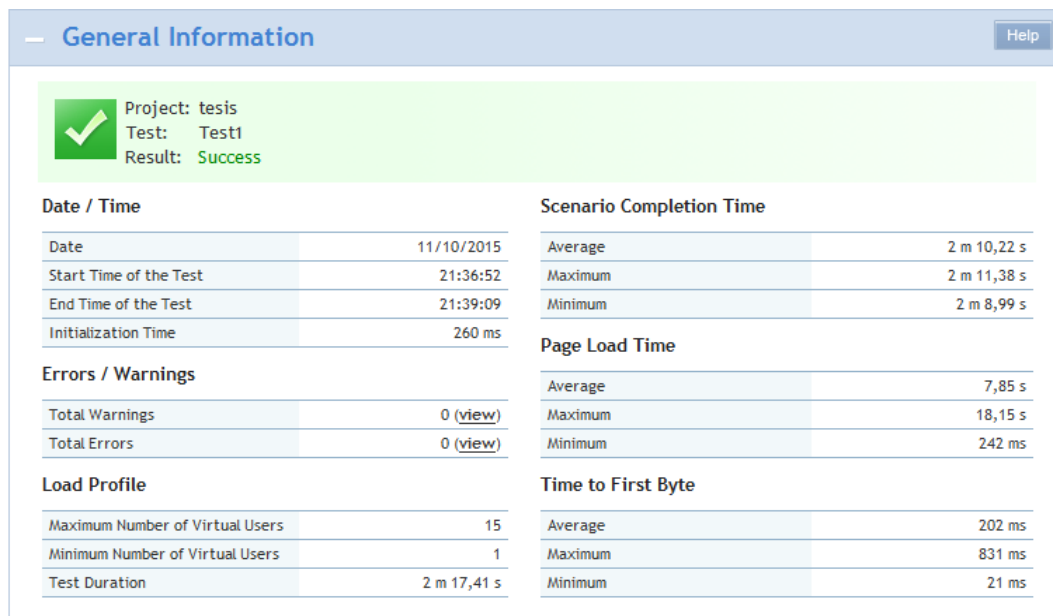 General Information
Help
Project: tesis
Test: Test1
Result: Success
Date / Time
Date 11/10/2015
Start Time of the Test 21:36:52
End Time of the Test 21:39:09
Initialization Time 260 ms
Errors / Warnings
Total Warnings 0 (view)
Total Errors 0 (view)
Load Profile
Maximum Number of Virtual Users 15
Minimum Number of Virtual Users 1
Test Duration 2 m 17,41 s
Scenario Completion Time
Average 2 m 10,22 s
Maximum 2 m 11,38 s
Minimum 2 m 8,99 s
Page Load Time
Average 7,85 s
Maximum 18,15 s
Minimum 242 ms
Time to First Byte
Average 202 ms
Maximum 831 ms
Minimum 21 ms